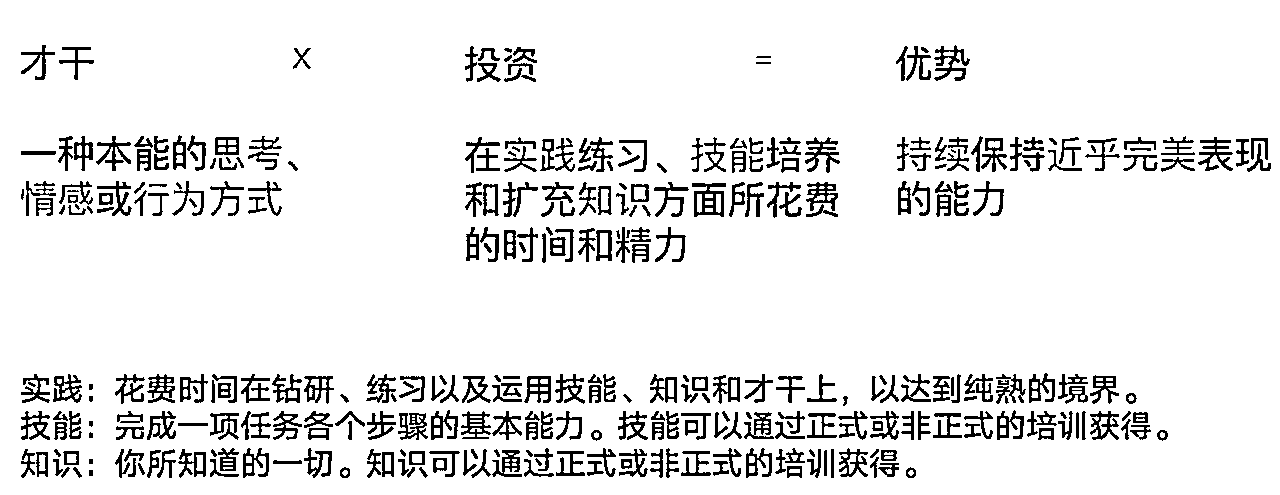 才干 X 投资 = 优势
一种本能的思考、
情感或行为方式
在实践练习、技能培养
和扩充知识方面所花费
的时间和精力
持续保持近乎完美表现
的能力
实践：花费时间在钻研、练习以及运用技能、知识和才干上，以达到纯熟的境界。
技能：完成一项任务各个步骤的基本能力。技能可以通过正式或非正式的培训获得。
知识：你所知道的一切。知识可以通过正式或非正式的培训获得。